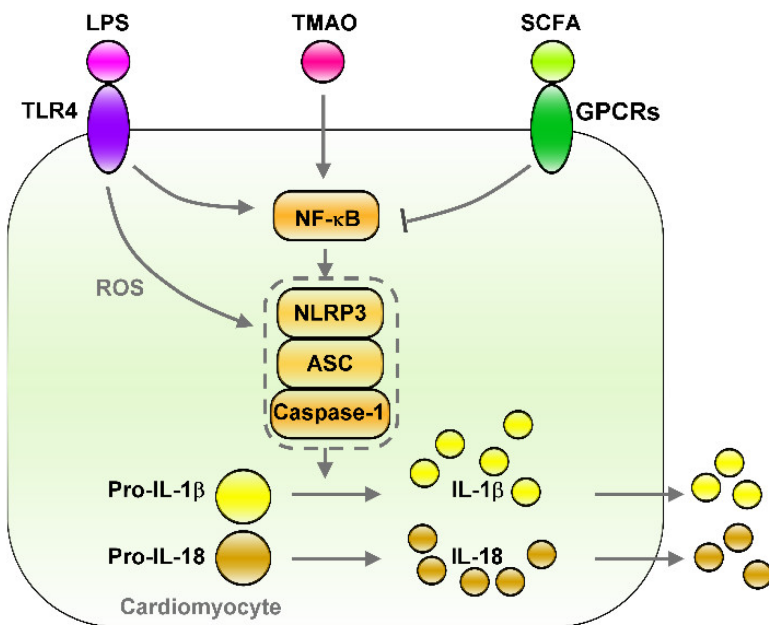 LPS
TMAO
SCFA
TLR4
GPCRs
NF-κB
ROS
NLRP3
ASC
Caspase-1
Pro-IL-1β
IL-1β
Pro-IL-18
IL-18
Cardiomyocyte